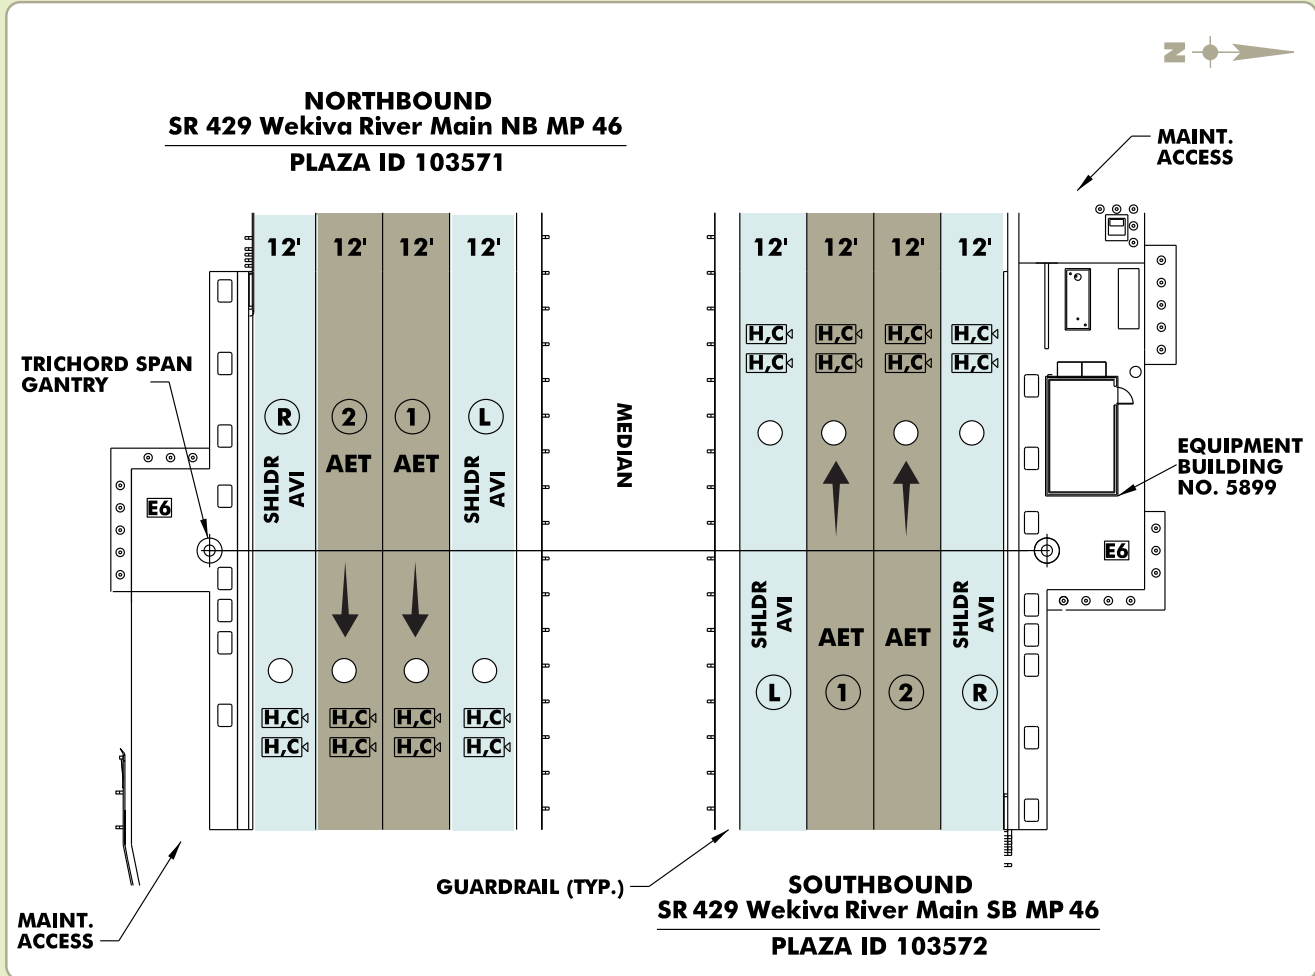 N
NORTHBOUND
SR 429 Wekiva River Main NB MP 46
PLAZA ID 103571
MAINT.
ACCESS
12' 12' 12' 12'
12' 12' 12' 12'
H,C H,C H,C H,C
H,C H,C H,C H,C
TRICHORD SPAN
GANTRY
R 2 1 L
SHLDR
AVI
AET AET
SHLDR
AVI
MEDIAN
EQUIPMENT
BUILDING
NO. 5899
E6
E6
SHLDR
AVI
AET AET
SHLDR
AVI
L 1 2 R
H,C H,C H,C H,C
H,C H,C H,C H,C
GUARDRAIL (TYP.)
SOUTHBOUND
SR 429 Wekiva River Main SB MP 46
PLAZA ID 103572
MAINT.
ACCESS